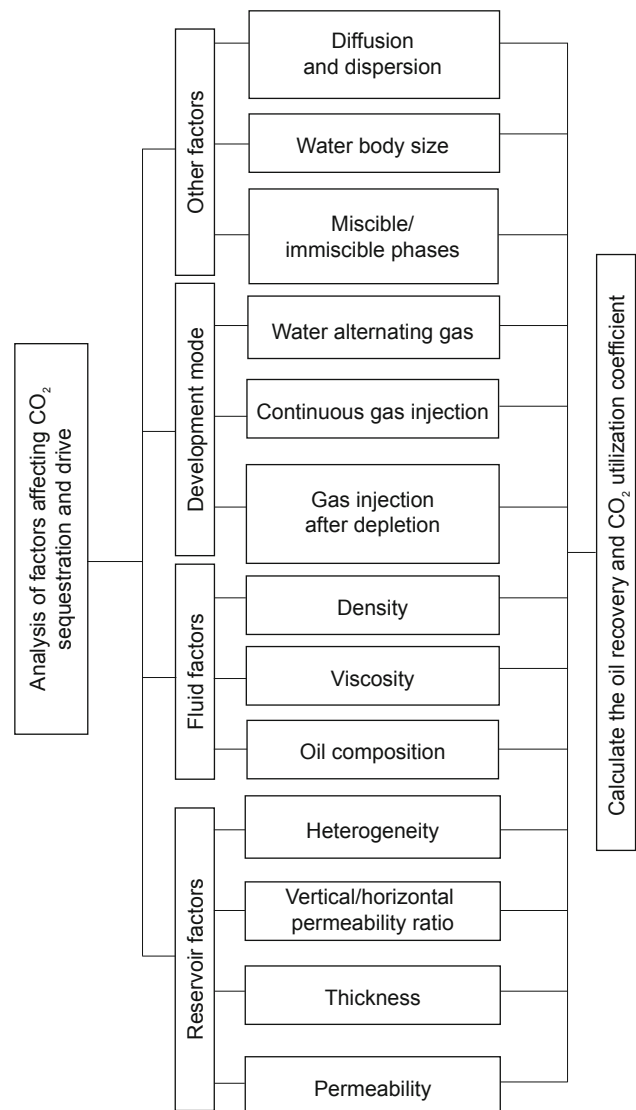 Analysis of factors affecting CO₂
sequestration and drive
Other factors
Diffusion
and dispersion
Water body size
Miscible/
immiscible phases
Development mode
Water alternating gas
Continuous gas injection
Gas injection
after depletion
Fluid factors
Density
Viscosity
Oil composition
Reservoir factors
Heterogeneity
Vertical/horizontal
permeability ratio
Thickness
Permeability
Calculate the oil recovery and CO₂ utilization coefficient